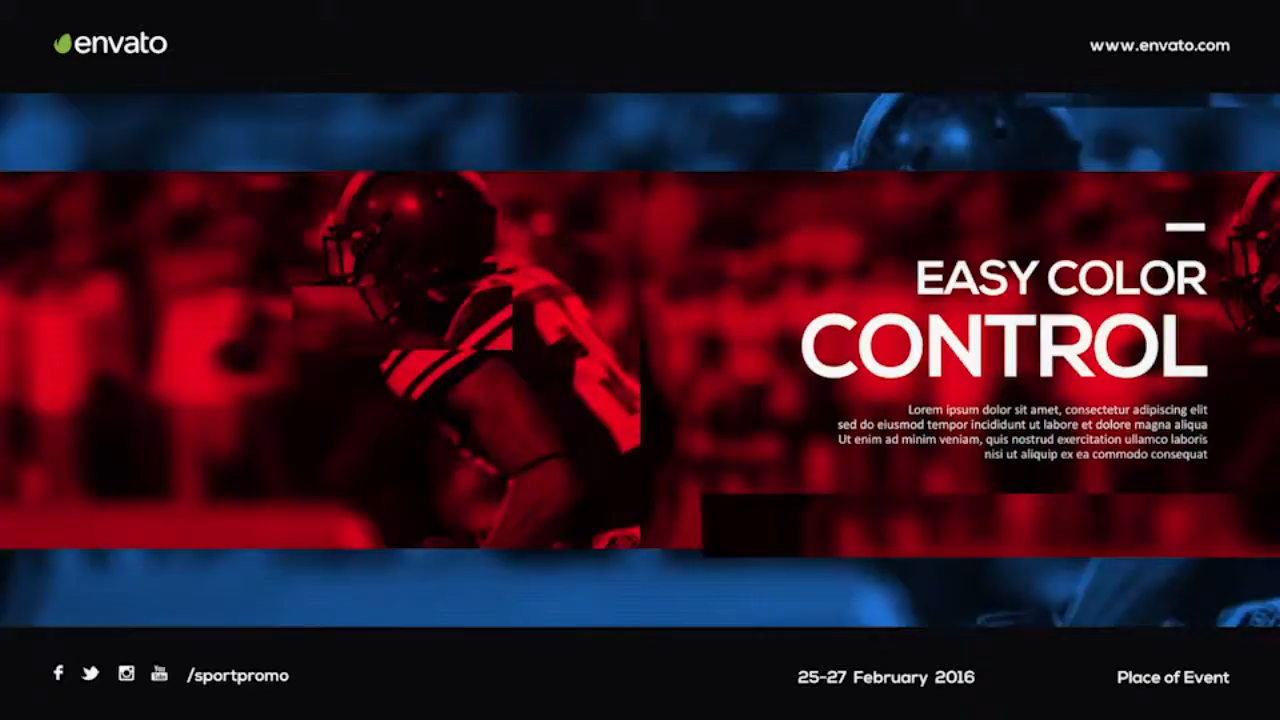 envato
www.envato.com
EASY COLOR
CONTROL
Lorem ipsum dolor sit amet, consectetur adipiscing elit
sed do eiusmod tempor incididunt ut labore et dolore magna aliqua
Ut enim ad minim veniam, quis nostrud exercitation ullamco laboris
nisi ut aliquip ex ea commodo consequat
You Tube
/sportpromo
25-27 February 2016
Place of Event